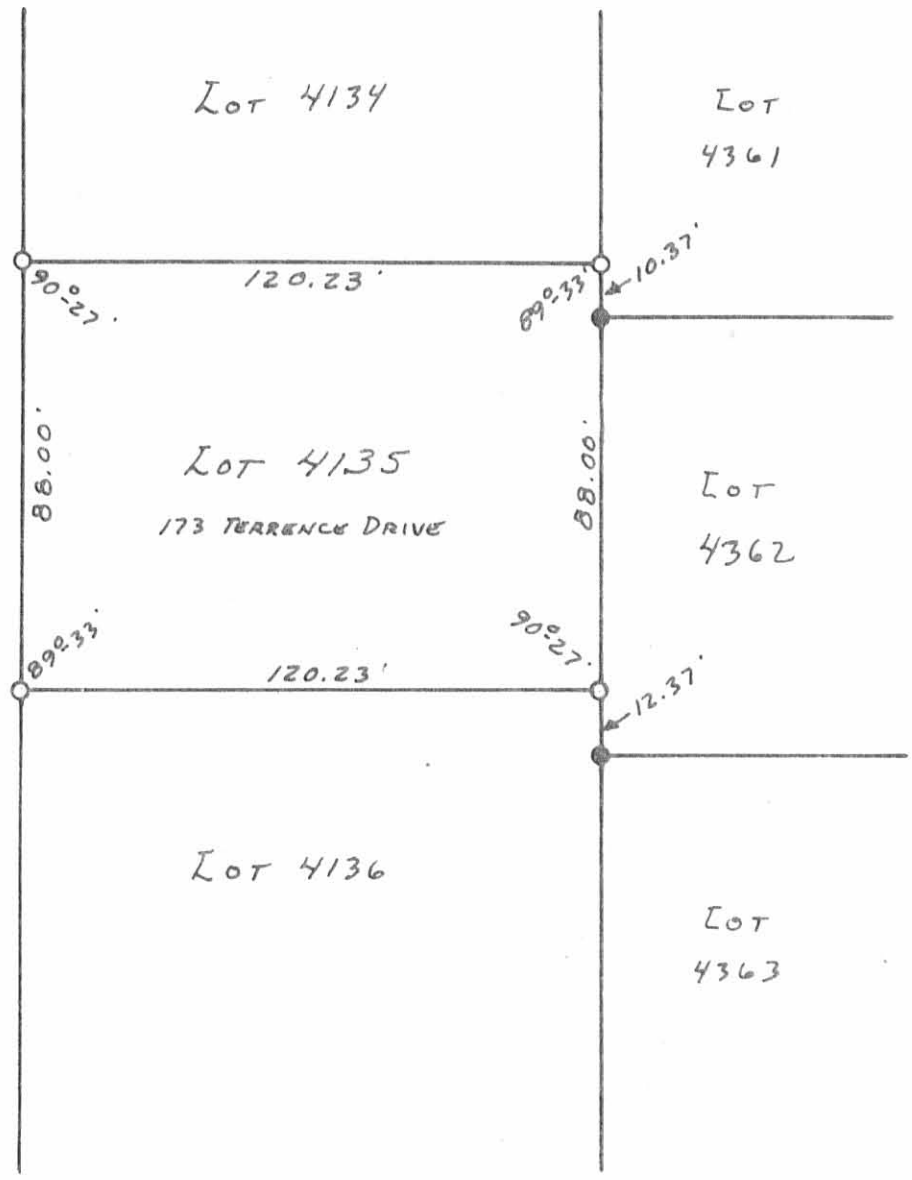 Lot 4134
Lot
4361
10.37'
120.23'
90°-27'
89°-33'
88.00'
Lot 4135
173 TERRENCE DRIVE
88.00'
Lot
4362
89°-33'
90°-27'
120.23'
12.37'
Lot 4136
Lot
4363